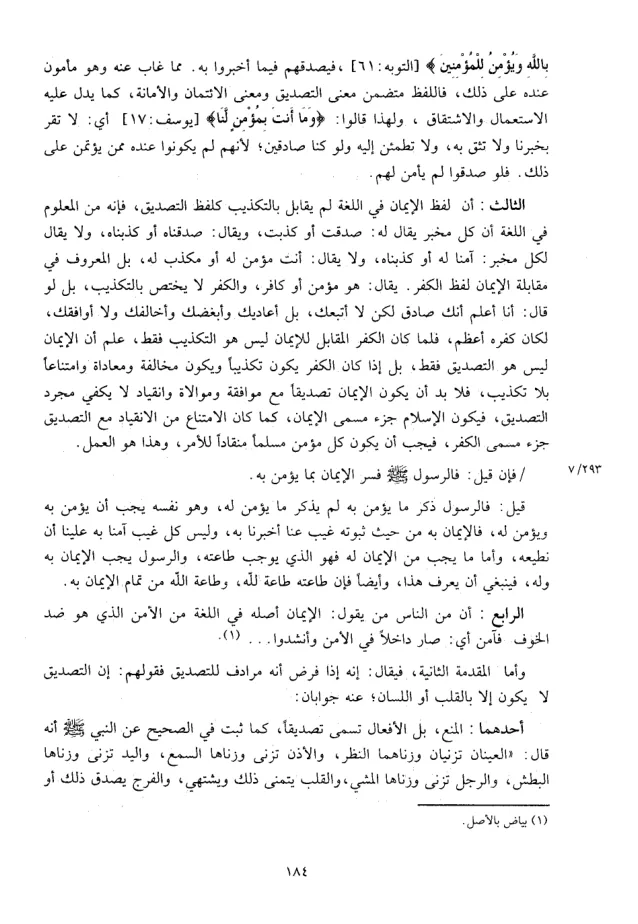 بِاللَّهِ وَيُؤْمِنُ لِلْمُؤْمِنِينَ﴾ [التوبة:٦١] ،فيصدقهم فيما أخبروا به. مما غاب عنه وهو مأمون
عنده على ذلك، فاللفظ متضمن معنى التصديق ومعنى الائتمان والأمانة، كما يدل عليه
الاستعمال والاشتقاق ، ولهذا قالوا: ﴿وَمَا أَنتَ بِمُؤْمِنٍ لَّنَا﴾ [يوسف:١٧] أي: لا تقر
بخبرنا ولا تثق به، ولا تطمئن إليه ولو كنا صادقين؛ لأنهم لم يكونوا عنده ممن يؤتمن على
ذلك. فلو صدقوا لم يأمن لهم.
الثالث : أن لفظ الإيمان في اللغة لم يقابل بالتكذيب كلفظ التصديق، فإنه من المعلوم
في اللغة أن كل مخبر يقال له: صدقت أو كذبت، ويقال: صدقناه أو كذبناه، ولا يقال
لكل مخبر: آمنا له أو كذبناه، ولا يقال: أنت مؤمن له أو مكذب له، بل المعروف في
مقابلة الإيمان لفظ الكفر. يقال: هو مؤمن أو كافر، والكفر لا يختص بالتكذيب، بل لو
قال: أنا أعلم أنك صادق لكن لا أتبعك، بل أعاديك وأبغضك وأخالفك ولا أوافقك،
لكان كفره أعظم، فلما كان الكفر المقابل للإيمان ليس هو التكذيب فقط، علم أن الإيمان
ليس هو التصديق فقط، بل إذا كان الكفر يكون تكذيباً ويكون مخالفة ومعاداة وامتناعاً
بلا تكذيب، فلا بد أن يكون الإيمان تصديقاً مع موافقة وموالاة وانقياد لا يكفي مجرد
التصديق، فيكون الإسلام جزء مسمى الإيمان، كما كان الامتناع من الانقياد مع التصديق
جزء مسمى الكفر، فيجب أن يكون كل مؤمن مسلماً منقاداً للأمر، وهذا هو العمل.
٧/٢٩٣ / فإن قيل: فالرسول ﷺ فسر الإيمان بما يؤمن به.
قيل: فالرسول ذكر ما يؤمن به لم يذكر ما يؤمن له، وهو نفسه يجب أن يؤمن به
ويؤمن له، فالإيمان به من حيث ثبوته غيب عنا أخبرنا به، وليس كل غيب آمنا به علينا أن
نطيعه، وأما ما يجب من الإيمان له فهو الذي يوجب طاعته، والرسول يجب الإيمان به
وله، فينبغي أن يعرف هذا، وأيضاً فإن طاعته طاعة للّه، وطاعة اللّه من تمام الإيمان به.
الرابع : أن من الناس من يقول: الإيمان أصله في اللغة من الأمن الذي هو ضد
الخوف فآمن أي: صار داخلاً في الأمن وأنشدوا... (١).
وأما المقدمة الثانية، فيقال: إنه إذا فرض أنه مرادف للتصديق فقولهم: إن التصديق
لا يكون إلا بالقلب أو اللسان؛ عنه جوابان:
أحدهما : المنع، بل الأفعال تسمى تصديقاً، كما ثبت في الصحيح عن النبي ﷺ أنه
قال: «العينان تزنيان وزناهما النظر، والأذن تزنى وزناها السمع، واليد تزنى وزناها
البطش، والرجل تزنى وزناها المشي،والقلب يتمنى ذلك ويشتهي، والفرج يصدق ذلك أو
(١) بياض بالأصل.
١٨٤